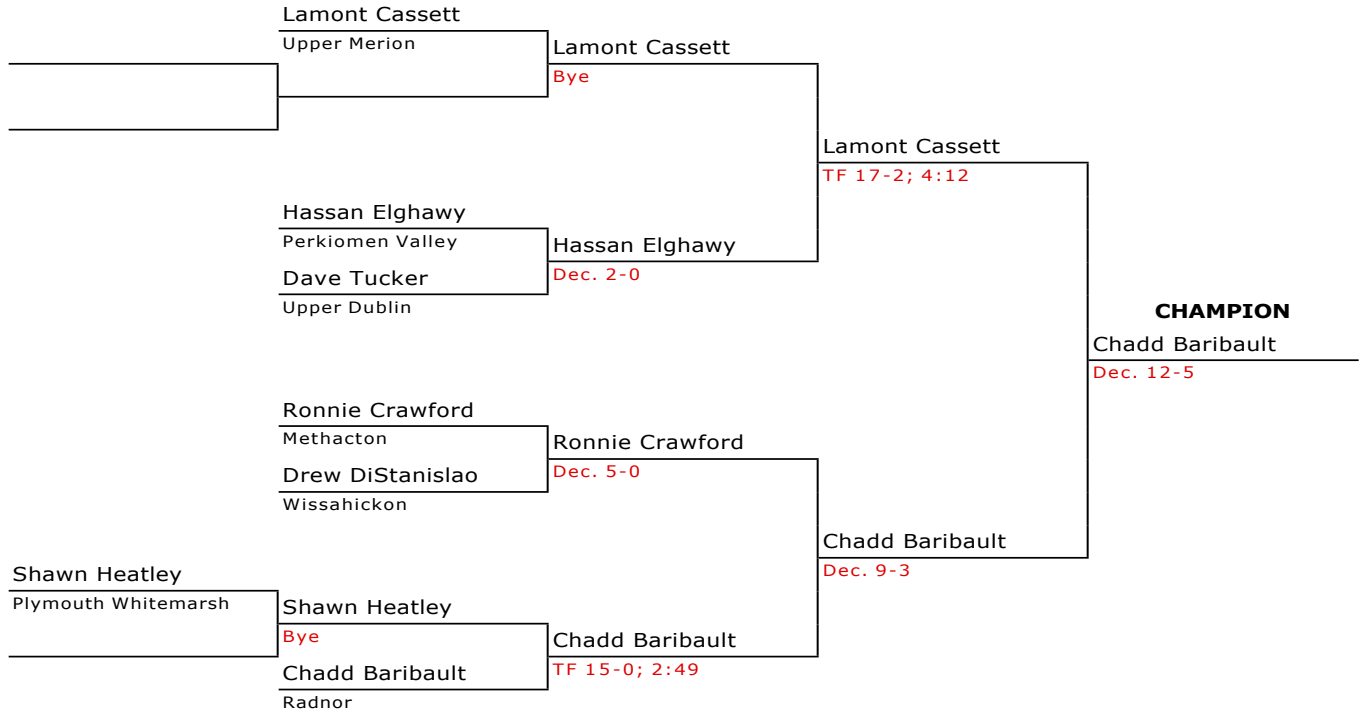 Lamont Cassett
Upper Merion
Lamont Cassett
Bye
Lamont Cassett
TF 17-2; 4:12
Hassan Elghawy
Perkiomen Valley
Hassan Elghawy
Dave Tucker
Dec. 2-0
Upper Dublin
CHAMPION
Chadd Baribault
Dec. 12-5
Ronnie Crawford
Methacton
Ronnie Crawford
Drew DiStanislao
Dec. 5-0
Wissahickon
Chadd Baribault
Dec. 9-3
Shawn Heatley
Plymouth Whitemarsh
Shawn Heatley
Bye
Chadd Baribault
Chadd Baribault
TF 15-0; 2:49
Radnor